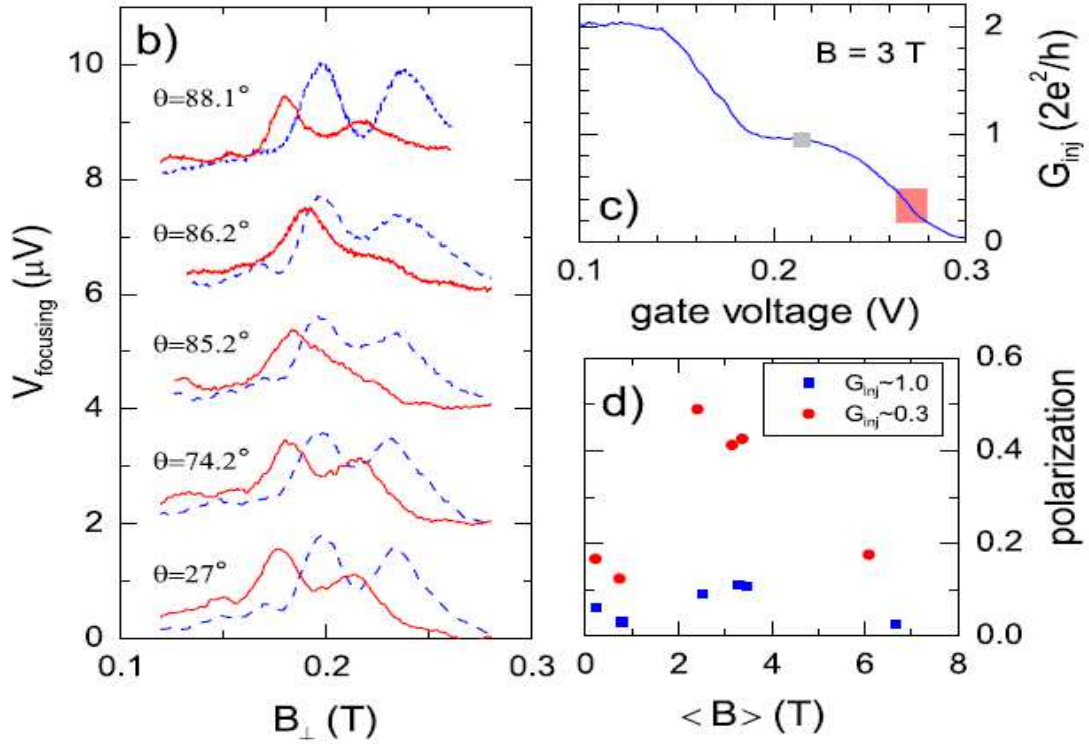 b)
V_focusing (μV)
10
8
6
4
2
0
θ=88.1°
θ=86.2°
θ=85.2°
θ=74.2°
θ=27°
0.1 0.2 0.3
B_⊥ (T)
B = 3 T
c)
2
1
0
G_inj (2e²/h)
0.1 0.2 0.3
gate voltage (V)
d)
G_inj~1.0
G_inj~0.3
0.6
0.4
0.2
0.0
polarization
0 2 4 6 8
< B > (T)